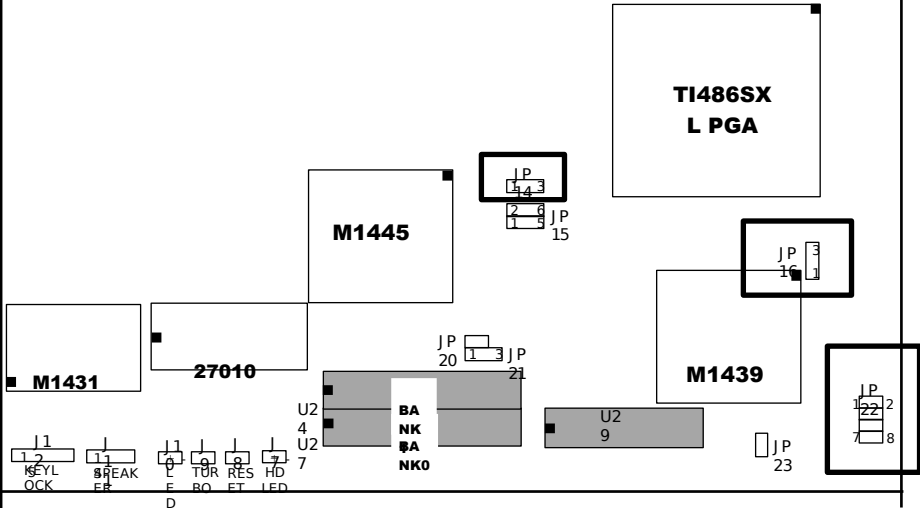 TI486SX
L PGA
JP
14
1 3
2 6
1 5
JP
15
M1445
JP
16
3
1
M1431
27010
JP
20
1 3
JP
21
M1439
U2
4
BA
NK
U2
7
BA
NK0
U2
9
JP
22
1 2
7 8
JP
23
J1
2
1
KEYL
OCK
J
1
SPEAK
ER
J1
0
L
E
D
J
9
TUR
BO
J
8
RES
ET
J
7
HD
LED